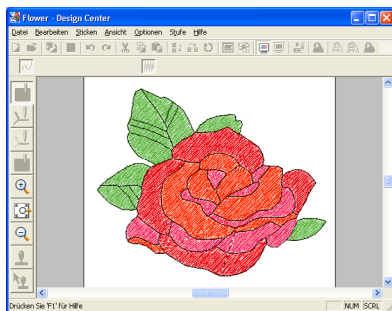 Flower - Design Center
Datei Bearbeiten Sticken Ansicht Optionen Stufe Hilfe
Drücken Sie 'F1' für Hilfe NUM SCRL